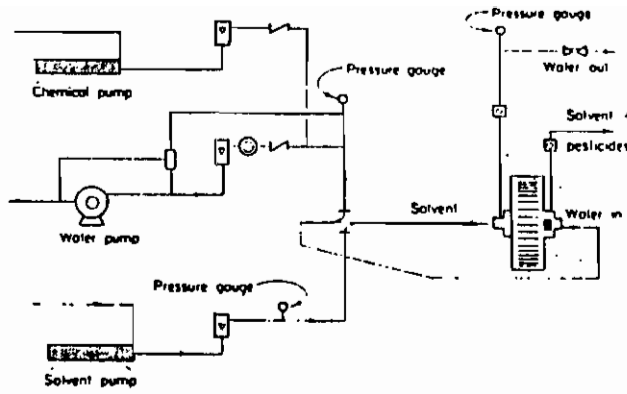 Pressure gauge
Water out
Pressure gauge
Chemical pump
Solvent +
pesticides
Water in
Solvent
Water pump
Pressure gauge
Solvent pump